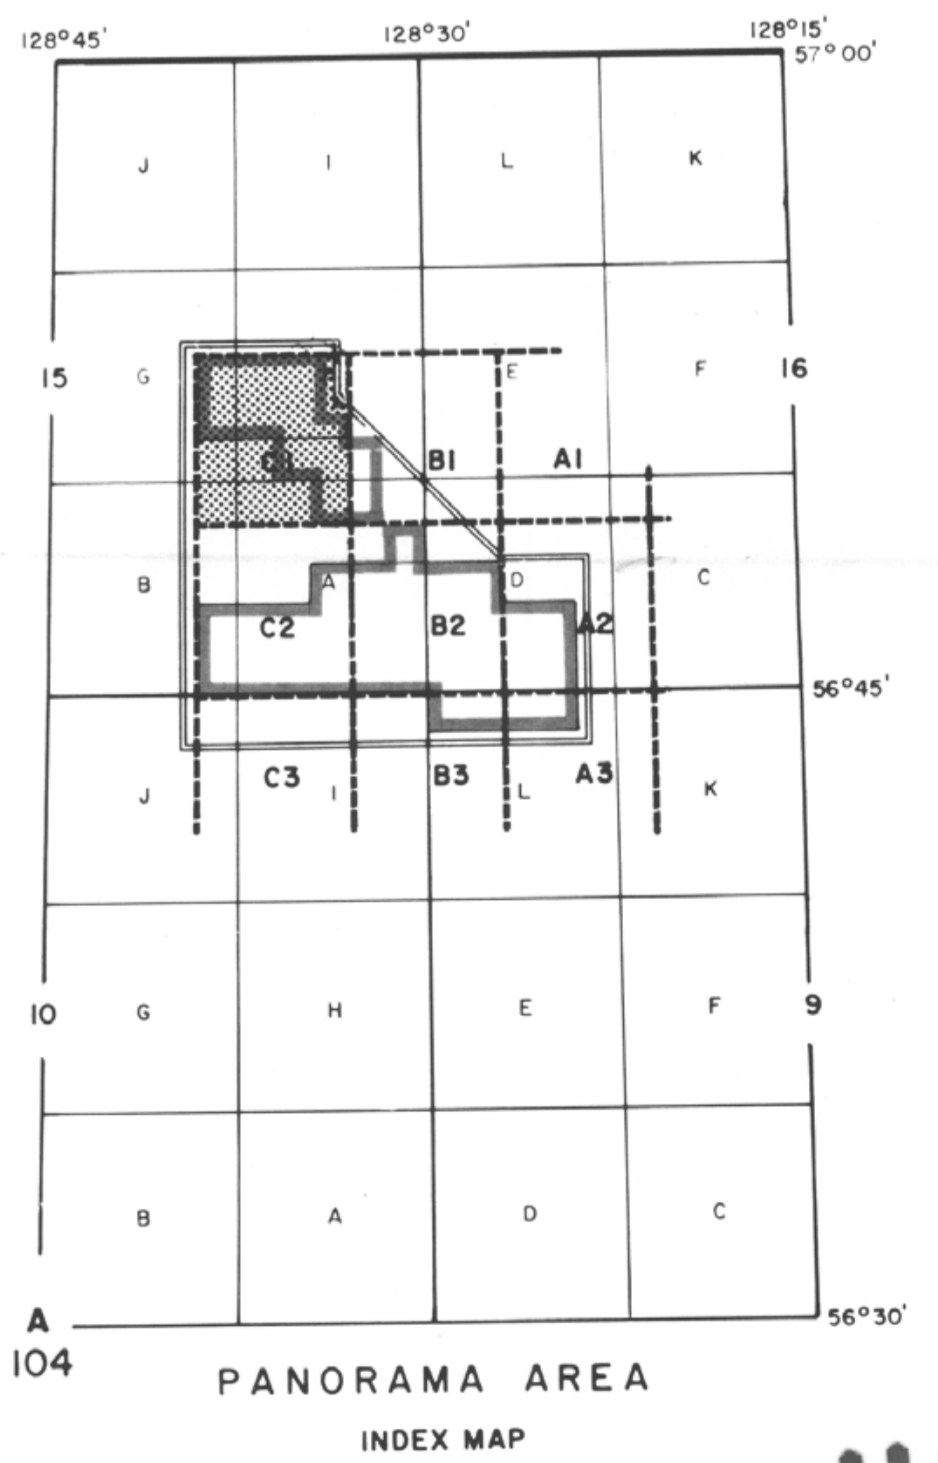 128°45' 128°30' 128°15'
57°00'
J I L K
15 G E F 16
B1 A1
B A D C
C2 B2 A2
56°45'
C3 B3 A3
J I L K
10 G H E F 9
B A D C
A 56°30'
104
PANORAMA AREA
INDEX MAP